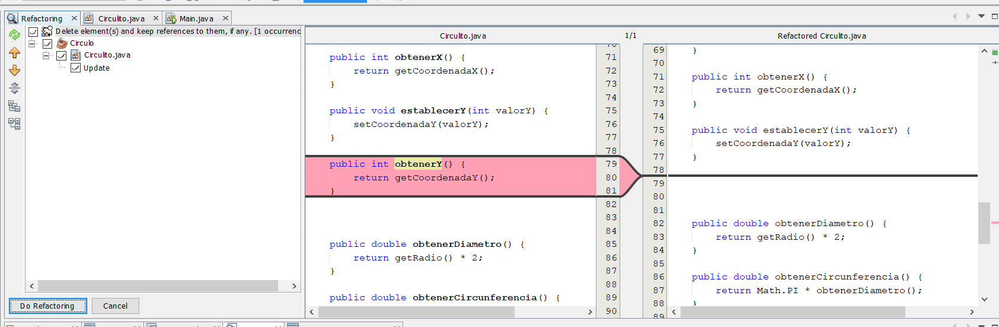 Refactoring
Circulito.java
Main.java
Delete element(s) and keep references to them, if any. [1 occurrenc
Circulo
Circulito.java
Update
Do Refactoring
Cancel
Circulito.java
1/1
Refactored Circulito.java
70
public int obtenerX() { 71
return getCoordenadaX(); 72
} 73
74
public void establecerY(int valorY) { 75
setCoordenadaY(valorY); 76
} 77
78
public int obtenerY() { 79
return getCoordenadaY(); 80
} 81
82
83
84
public double obtenerDiametro() { 85
return getRadio() * 2; 86
} 87
88
public double obtenerCircunferencia() { 89
90
69 }
70
71 public int obtenerX() {
72 return getCoordenadaX();
73 }
74
75 public void establecerY(int valorY) {
76 setCoordenadaY(valorY);
77 }
78
79
80
81
82 public double obtenerDiametro() {
83 return getRadio() * 2;
84 }
85
86 public double obtenerCircunferencia() {
87 return Math.PI * obtenerDiametro();
88 }
89